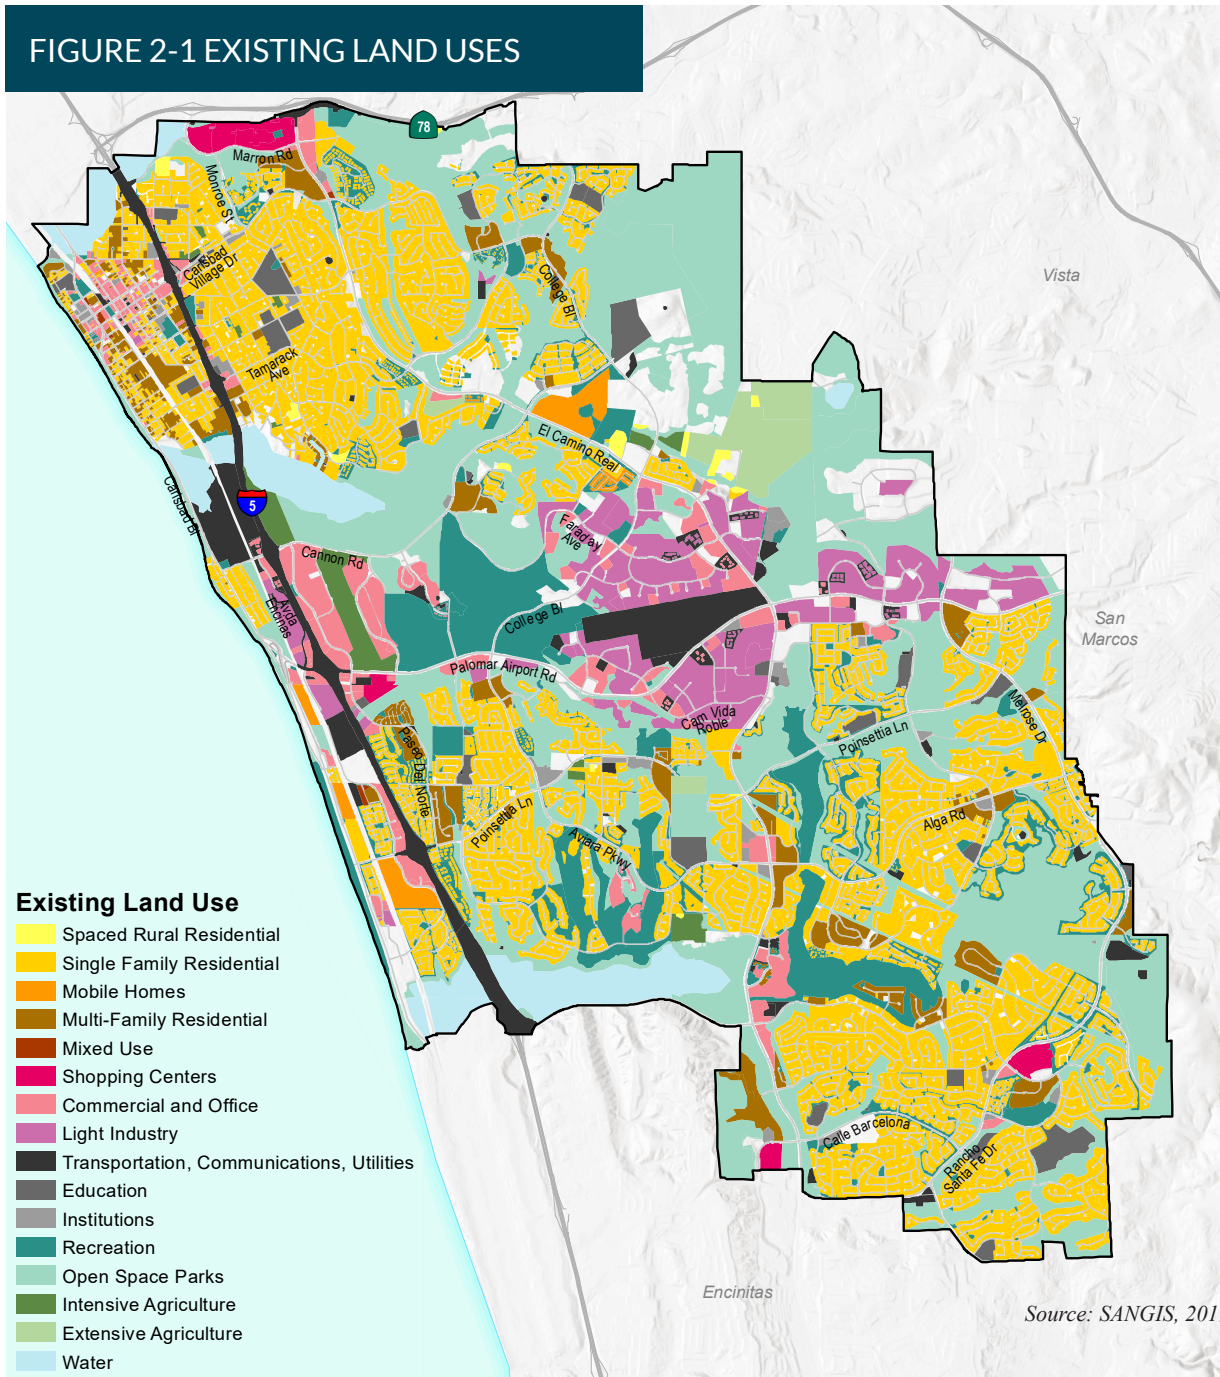 FIGURE 2-1 EXISTING LAND USES
78
Marron Rd
Monroe St
Carlsbad
Village Dr
College Bl
Vista
Tamarack
Ave
El Camino Real
Carlsbad Bl
5
Faraday
Ave
Cannon Rd
Avda
Encinas
College Bl
San
Marcos
Palomar Airport Rd
Cam Vida
Roble
Melrose Dr
Poinsettia Ln
Paseo Del Norte
Poinsettia Ln
Aviara Pkwy
Alga Rd
Existing Land Use
Spaced Rural Residential
Single Family Residential
Mobile Homes
Multi-Family Residential
Mixed Use
Shopping Centers
Commercial and Office
Light Industry
Transportation, Communications, Utilities
Education
Institutions
Recreation
Open Space Parks
Intensive Agriculture
Extensive Agriculture
Water
Calle Barcelona
Rancho
Santa Fe Dr
Encinitas
Source: SANGIS, 201